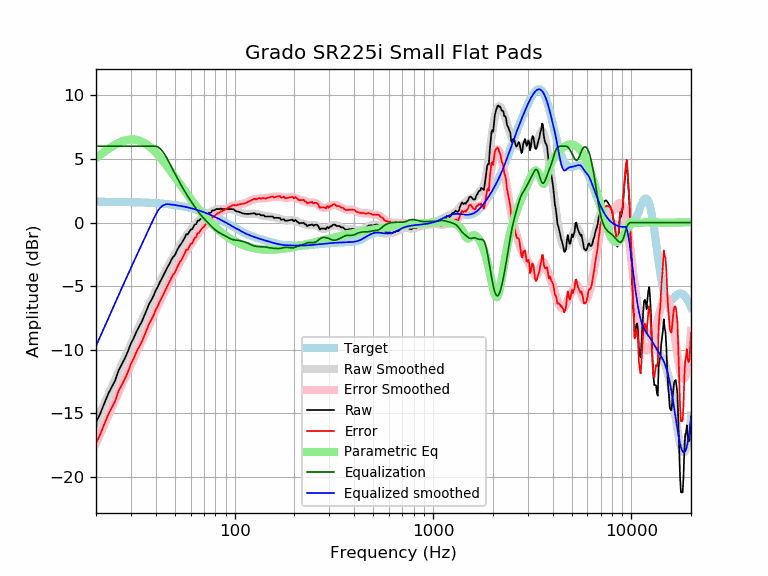 Grado SR225i Small Flat Pads
Amplitude (dBr)
10
5
0
−5
−10
−15
−20
Target
Raw Smoothed
Error Smoothed
Raw
Error
Parametric Eq
Equalization
Equalized smoothed
100
1000
10000
Frequency (Hz)